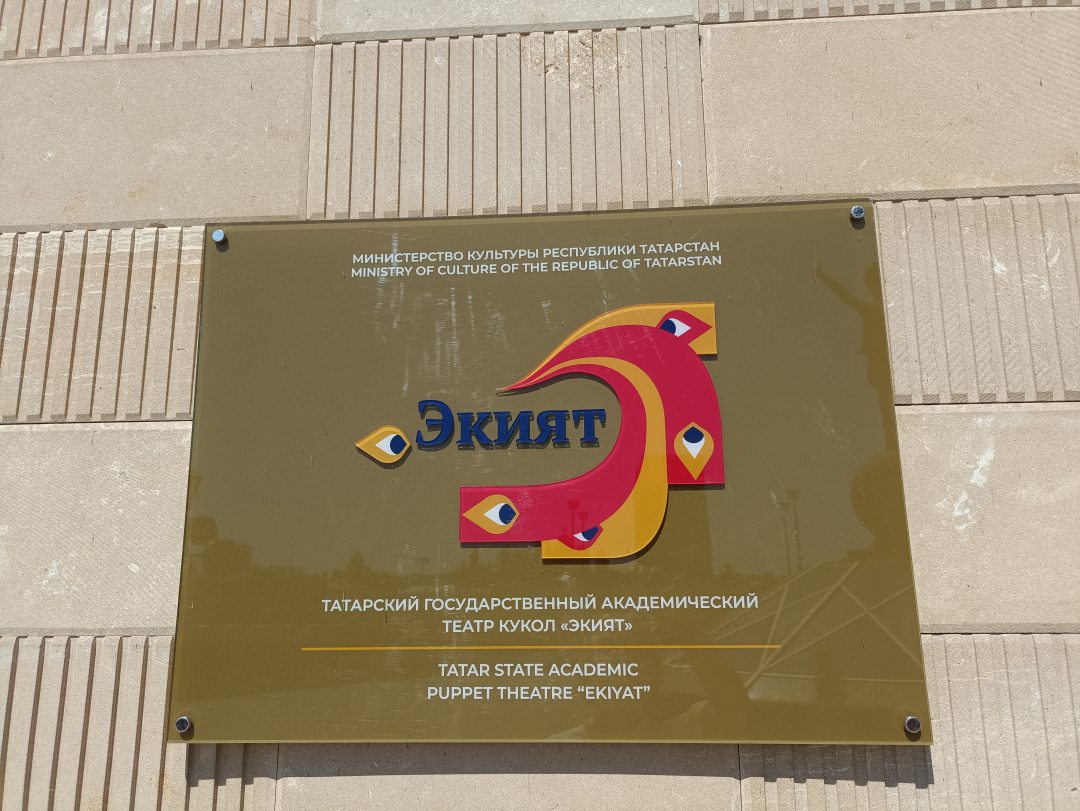 МИНИСТЕРСТВО КУЛЬТУРЫ РЕСПУБЛИКИ ТАТАРСТАН
MINISTRY OF CULTURE OF THE REPUBLIC OF TATARSTAN
Экият
ТАТАРСКИЙ ГОСУДАРСТВЕННЫЙ АКАДЕМИЧЕСКИЙ
ТЕАТР КУКОЛ «ЭКИЯТ»
TATAR STATE ACADEMIC
PUPPET THEATRE “EKIYAT”